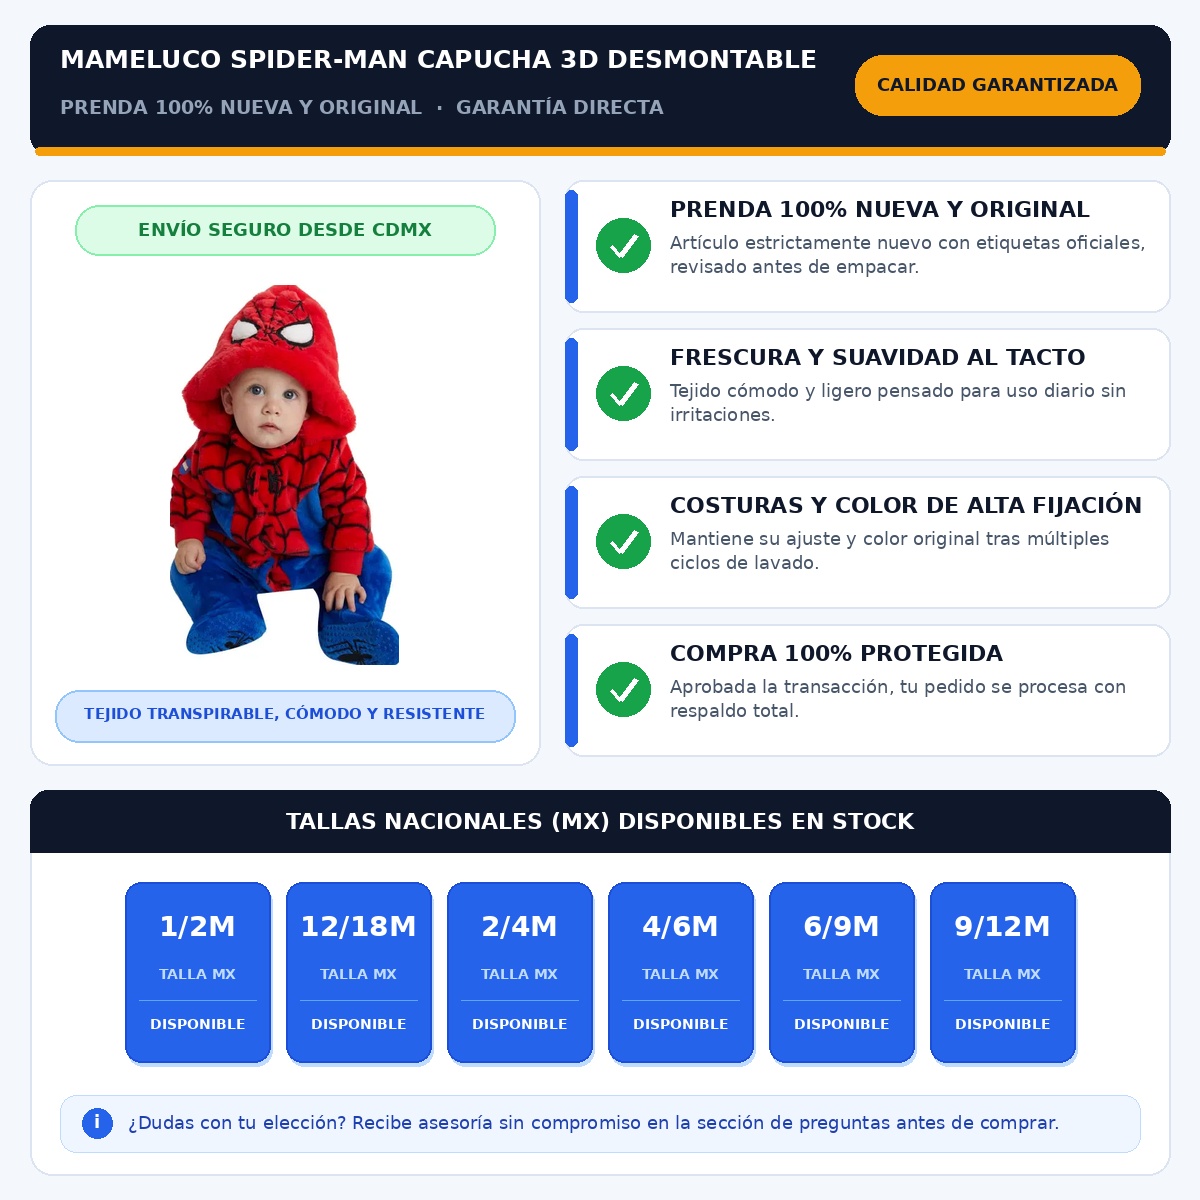 MAMELUCO SPIDER-MAN CAPUCHA 3D DESMONTABLE
PRENDA 100% NUEVA Y ORIGINAL · GARANTÍA DIRECTA
CALIDAD GARANTIZADA
ENVÍO SEGURO DESDE CDMX
TEJIDO TRANSPIRABLE, CÓMODO Y RESISTENTE
PRENDA 100% NUEVA Y ORIGINAL
Artículo estrictamente nuevo con etiquetas oficiales,
revisado antes de empacar.
FRESCURA Y SUAVIDAD AL TACTO
Tejido cómodo y ligero pensado para uso diario sin
irritaciones.
COSTURAS Y COLOR DE ALTA FIJACIÓN
Mantiene su ajuste y color original tras múltiples
ciclos de lavado.
COMPRA 100% PROTEGIDA
Aprobada la transacción, tu pedido se procesa con
respaldo total.
TALLAS NACIONALES (MX) DISPONIBLES EN STOCK
1/2M
TALLA MX
DISPONIBLE
12/18M
TALLA MX
DISPONIBLE
2/4M
TALLA MX
DISPONIBLE
4/6M
TALLA MX
DISPONIBLE
6/9M
TALLA MX
DISPONIBLE
9/12M
TALLA MX
DISPONIBLE
i ¿Dudas con tu elección? Recibe asesoría sin compromiso en la sección de preguntas antes de comprar.